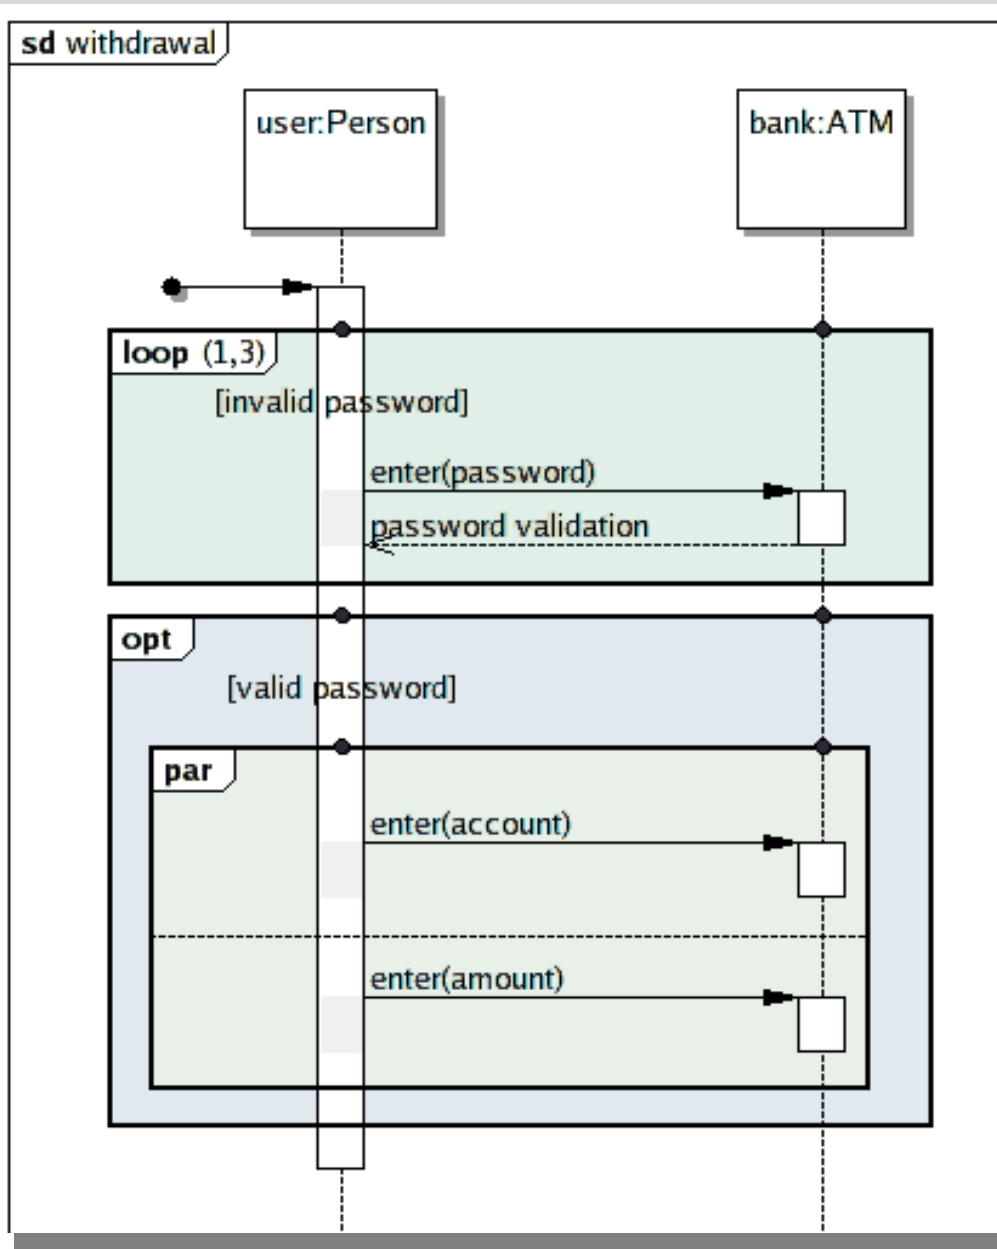 sd withdrawal
user:Person
bank:ATM
loop (1,3)
[invalid password]
enter(password)
password validation
opt
[valid password]
par
enter(account)
enter(amount)